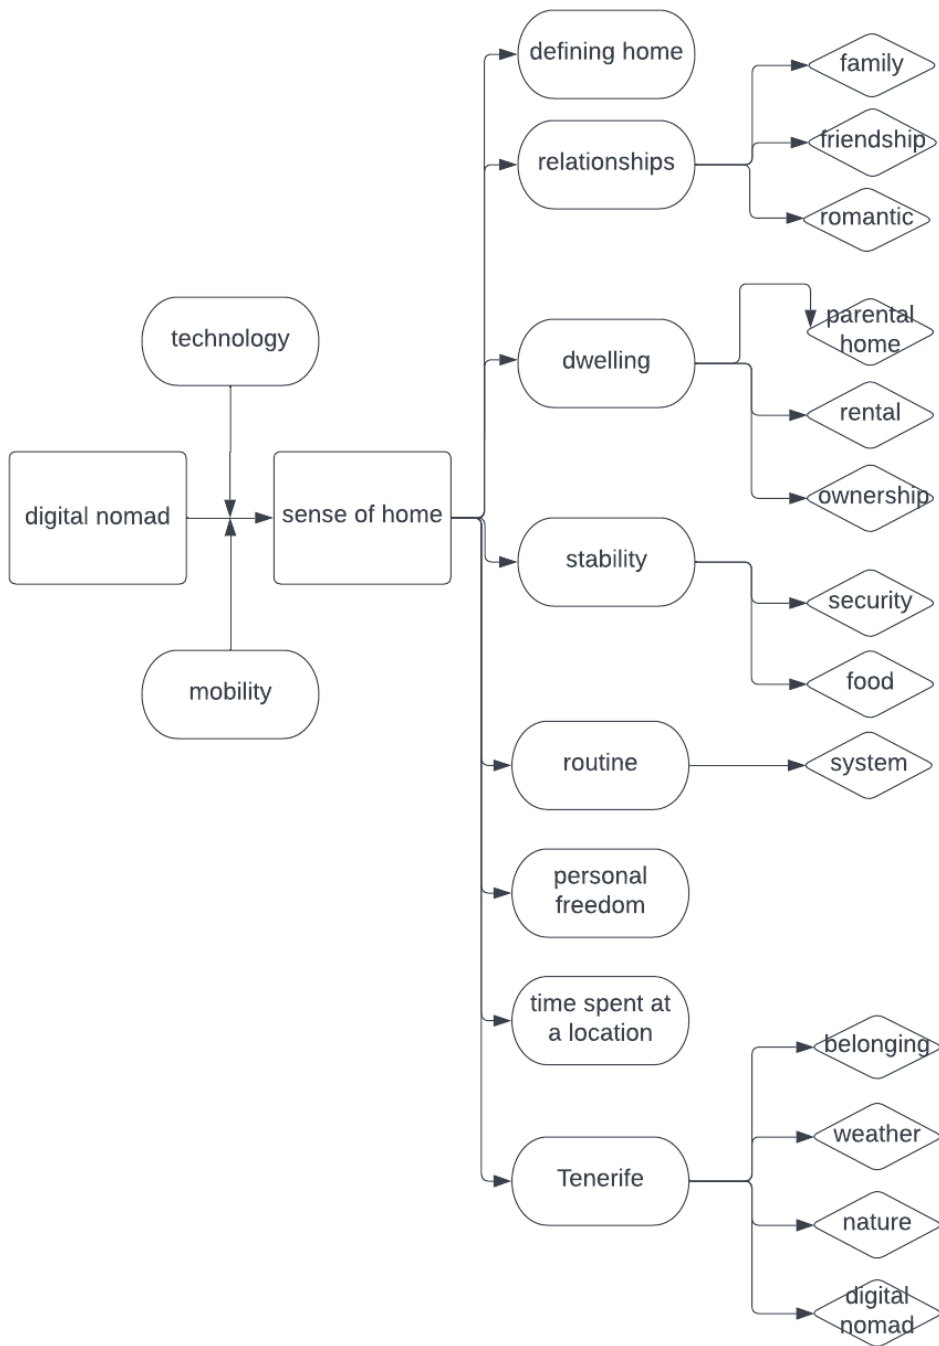 defining home
family
friendship
relationships
romantic
technology
parental
home
dwelling
rental
ownership
digital nomad
sense of home
stability
security
food
mobility
routine
system
personal
freedom
time spent at
a location
belonging
weather
Tenerife
nature
digital
nomad